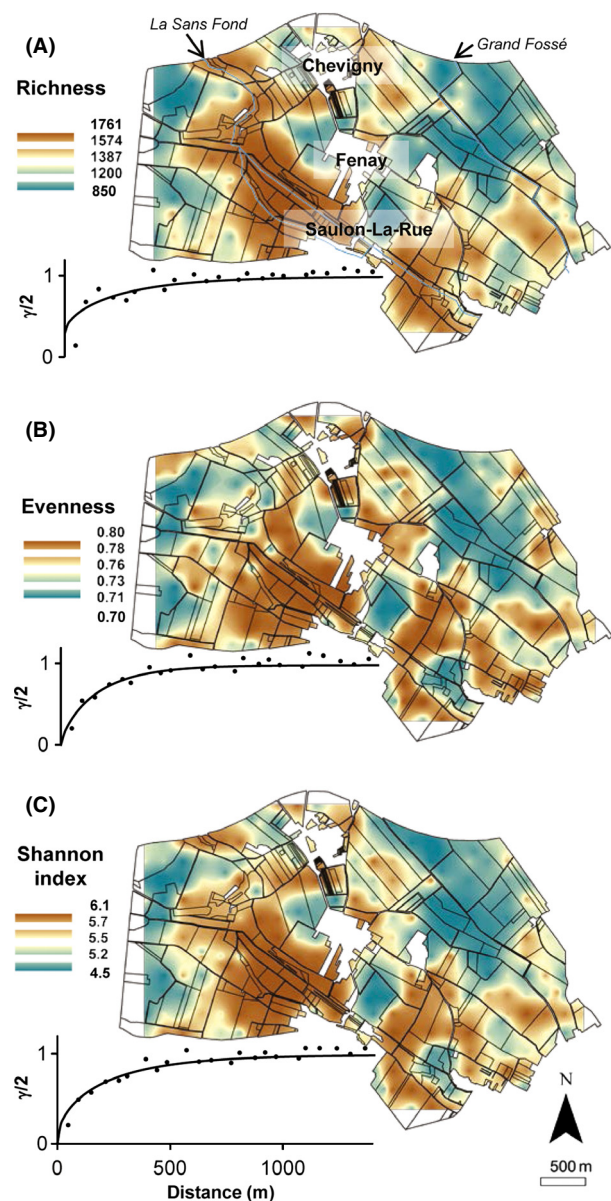 La Sans Fond
(A)
Grand Fossé
Chevigny
Richness
1761
1574
1387
1200
850
Fenay
Saulon-La-Rue
1
γ/2
0
(B)
Evenness
0.80
0.78
0.76
0.73
0.71
0.70
1
γ/2
0
(C)
Shannon
index
6.1
5.7
5.5
5.2
4.5
1
γ/2
0
0 500 1000
Distance (m)
N
500 m